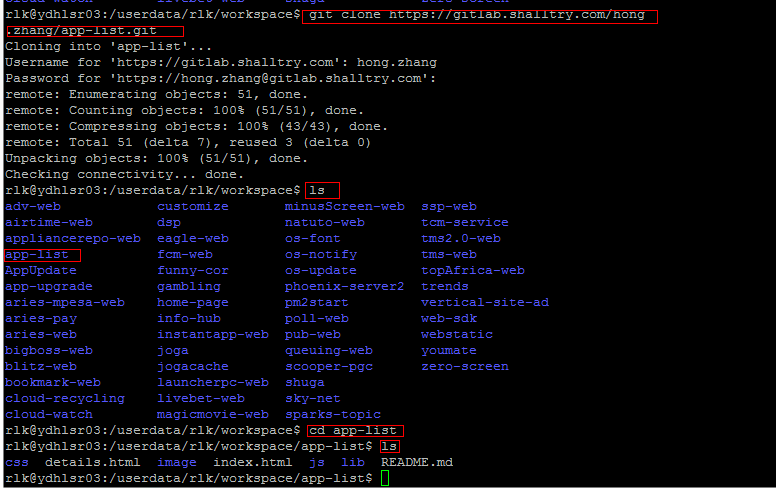 rlk@ydhlsr03:/userdata/rlk/workspace$ git clone https://gitlab.shalltry.com/hong
.zhang/app-list.git
Cloning into 'app-list'...
Username for 'https://gitlab.shalltry.com': hong.zhang
Password for 'https://hong.zhang@gitlab.shalltry.com':
remote: Enumerating objects: 51, done.
remote: Counting objects: 100% (51/51), done.
remote: Compressing objects: 100% (43/43), done.
remote: Total 51 (delta 7), reused 3 (delta 0)
Unpacking objects: 100% (51/51), done.
Checking connectivity... done.
rlk@ydhlsr03:/userdata/rlk/workspace$ ls
adv-web customize minusScreen-web ssp-web
airtime-web dsp natuto-web tcm-service
appliancerepo-web eagle-web os-font tms2.0-web
app-list fcm-web os-notify tms-web
AppUpdate funny-cor os-update topAfrica-web
app-upgrade gambling phoenix-server2 trends
aries-mpesa-web home-page pm2start vertical-site-ad
aries-pay info-hub poll-web web-sdk
aries-web instantapp-web pub-web webstatic
bigboss-web joga queuing-web youmate
blitz-web jogacache scooper-pgc zero-screen
bookmark-web launcherpc-web shuga
cloud-recycling livebet-web sky-net
cloud-watch magicmovie-web sparks-topic
rlk@ydhlsr03:/userdata/rlk/workspace$ cd app-list
rlk@ydhlsr03:/userdata/rlk/workspace/app-list$ ls
css details.html image index.html js lib README.md
rlk@ydhlsr03:/userdata/rlk/workspace/app-list$